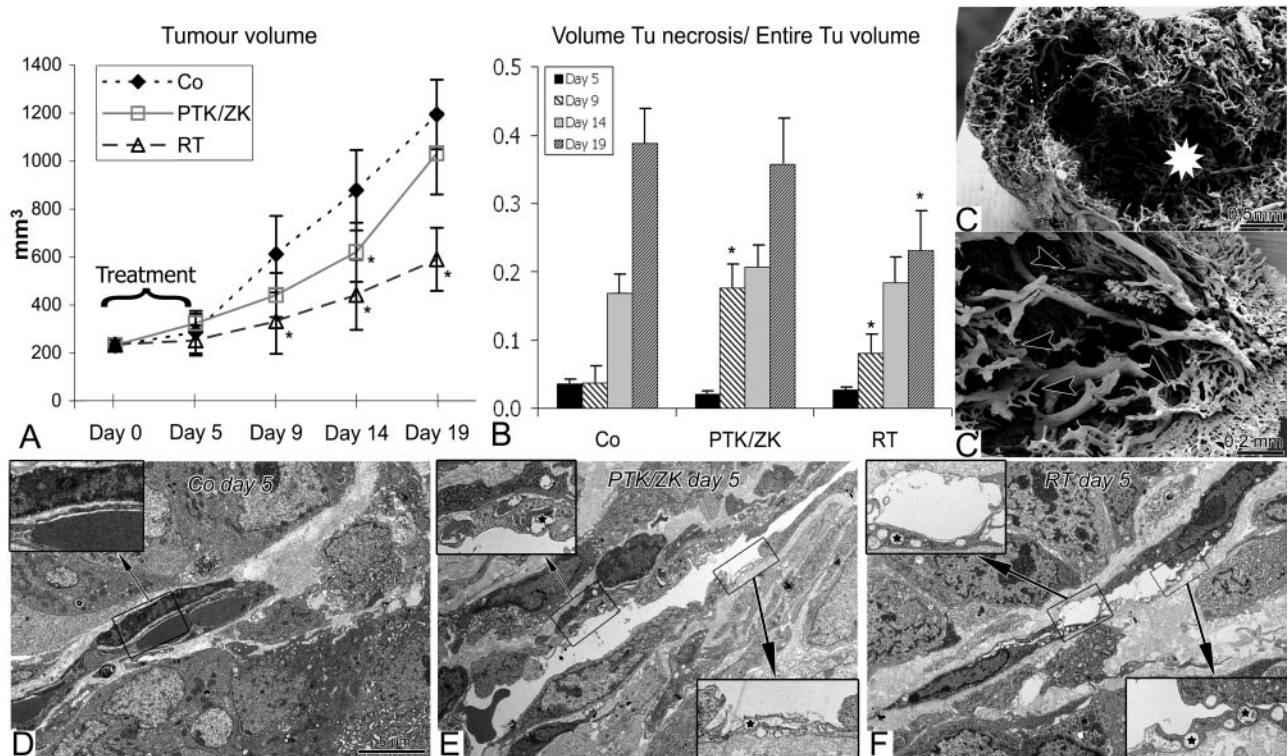 Tumour volume
1400
1200
1000
800
600
400
200
0
mm³
Co
PTK/ZK
RT
Treatment
*
*
*
*
Day 0
Day 5
Day 9
Day 14
Day 19
A
Volume Tu necrosis/ Entire Tu volume
0.5
0.4
0.3
0.2
0.1
0.0
Day 5
Day 9
Day 14
Day 19
*
*
*
Co
PTK/ZK
RT
B
C
0,5mm
C'
0,2 mm
Co day 5
D
PTK/ZK day 5
E
RT day 5
F